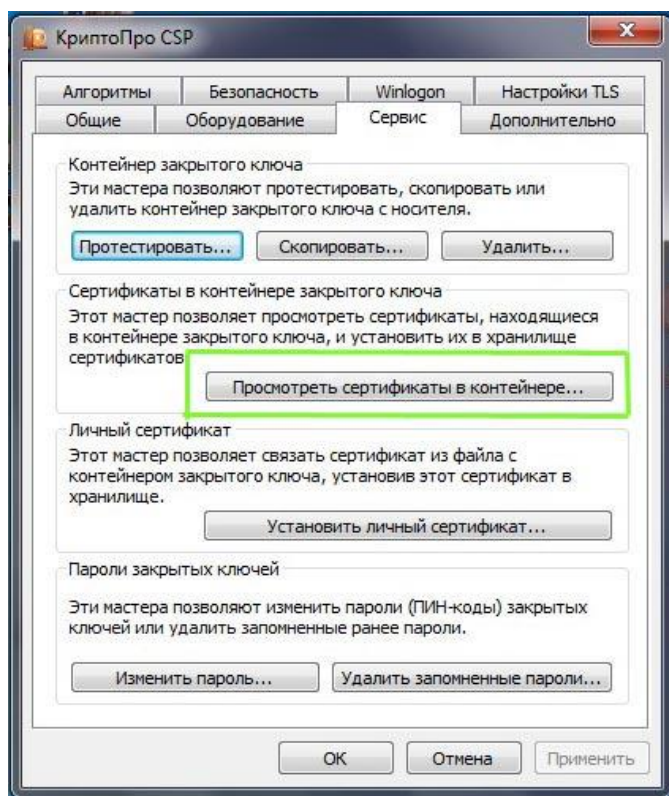 КриптоПро CSP
Алгоритмы Безопасность Winlogon Настройки TLS
Общие Оборудование Сервис Дополнительно
Контейнер закрытого ключа
Эти мастера позволяют протестировать, скопировать или
удалить контейнер закрытого ключа с носителя.
Протестировать... Скопировать... Удалить...
Сертификаты в контейнере закрытого ключа
Этот мастер позволяет просмотреть сертификаты, находящиеся
в контейнере закрытого ключа, и установить их в хранилище
сертификатов
Просмотреть сертификаты в контейнере...
Личный сертификат
Этот мастер позволяет связать сертификат из файла с
контейнером закрытого ключа, установив этот сертификат в
хранилище.
Установить личный сертификат...
Пароли закрытых ключей
Эти мастера позволяют изменить пароли (ПИН-коды) закрытых
ключей или удалить запомненные ранее пароли.
Изменить пароль... Удалить запомненные пароли...
ОК Отмена Применить